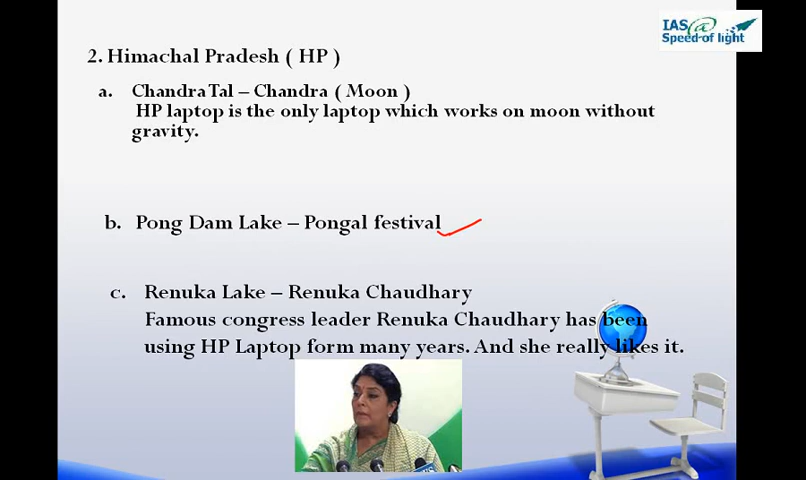 IAS@
Speed of light
2. Himachal Pradesh ( HP )
a. Chandra Tal – Chandra ( Moon )
HP laptop is the only laptop which works on moon without
gravity.
b. Pong Dam Lake – Pongal festival
c. Renuka Lake – Renuka Chaudhary
Famous congress leader Renuka Chaudhary has been
using HP Laptop form many years. And she really likes it.